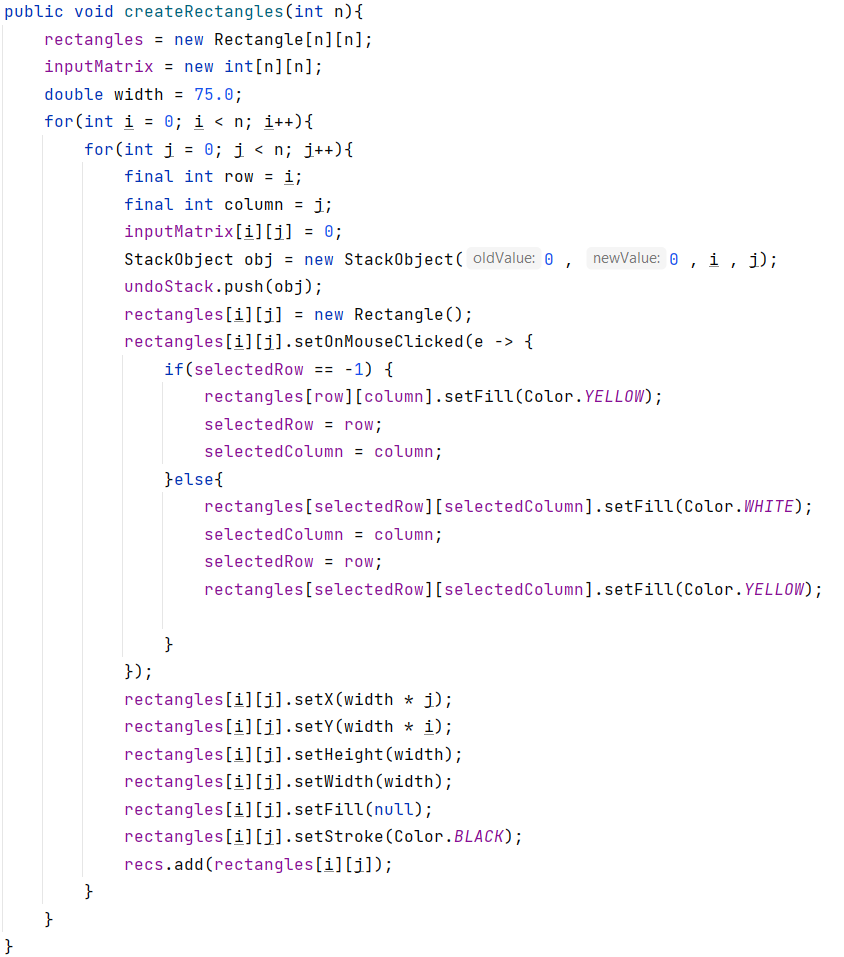 public void createRectangles(int n){
    rectangles = new Rectangle[n][n];
    inputMatrix = new int[n][n];
    double width = 75.0;
    for(int i = 0; i < n; i++){
        for(int j = 0; j < n; j++){
            final int row = i;
            final int column = j;
            inputMatrix[i][j] = 0;
            StackObject obj = new StackObject( oldValue: 0 , newValue: 0 , i , j);
            undoStack.push(obj);
            rectangles[i][j] = new Rectangle();
            rectangles[i][j].setOnMouseClicked(e -> {
                if(selectedRow == -1) {
                    rectangles[row][column].setFill(Color.YELLOW);
                    selectedRow = row;
                    selectedColumn = column;
                }else{
                    rectangles[selectedRow][selectedColumn].setFill(Color.WHITE);
                    selectedColumn = column;
                    selectedRow = row;
                    rectangles[selectedRow][selectedColumn].setFill(Color.YELLOW);
                }
            });
            rectangles[i][j].setX(width * j);
            rectangles[i][j].setY(width * i);
            rectangles[i][j].setHeight(width);
            rectangles[i][j].setWidth(width);
            rectangles[i][j].setFill(null);
            rectangles[i][j].setStroke(Color.BLACK);
            recs.add(rectangles[i][j]);
        }
    }
}